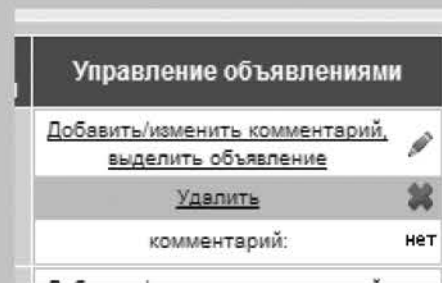 Управление объявлениями
Добавить/изменить комментарий,
выделить объявление
Удалить
комментарий: нет